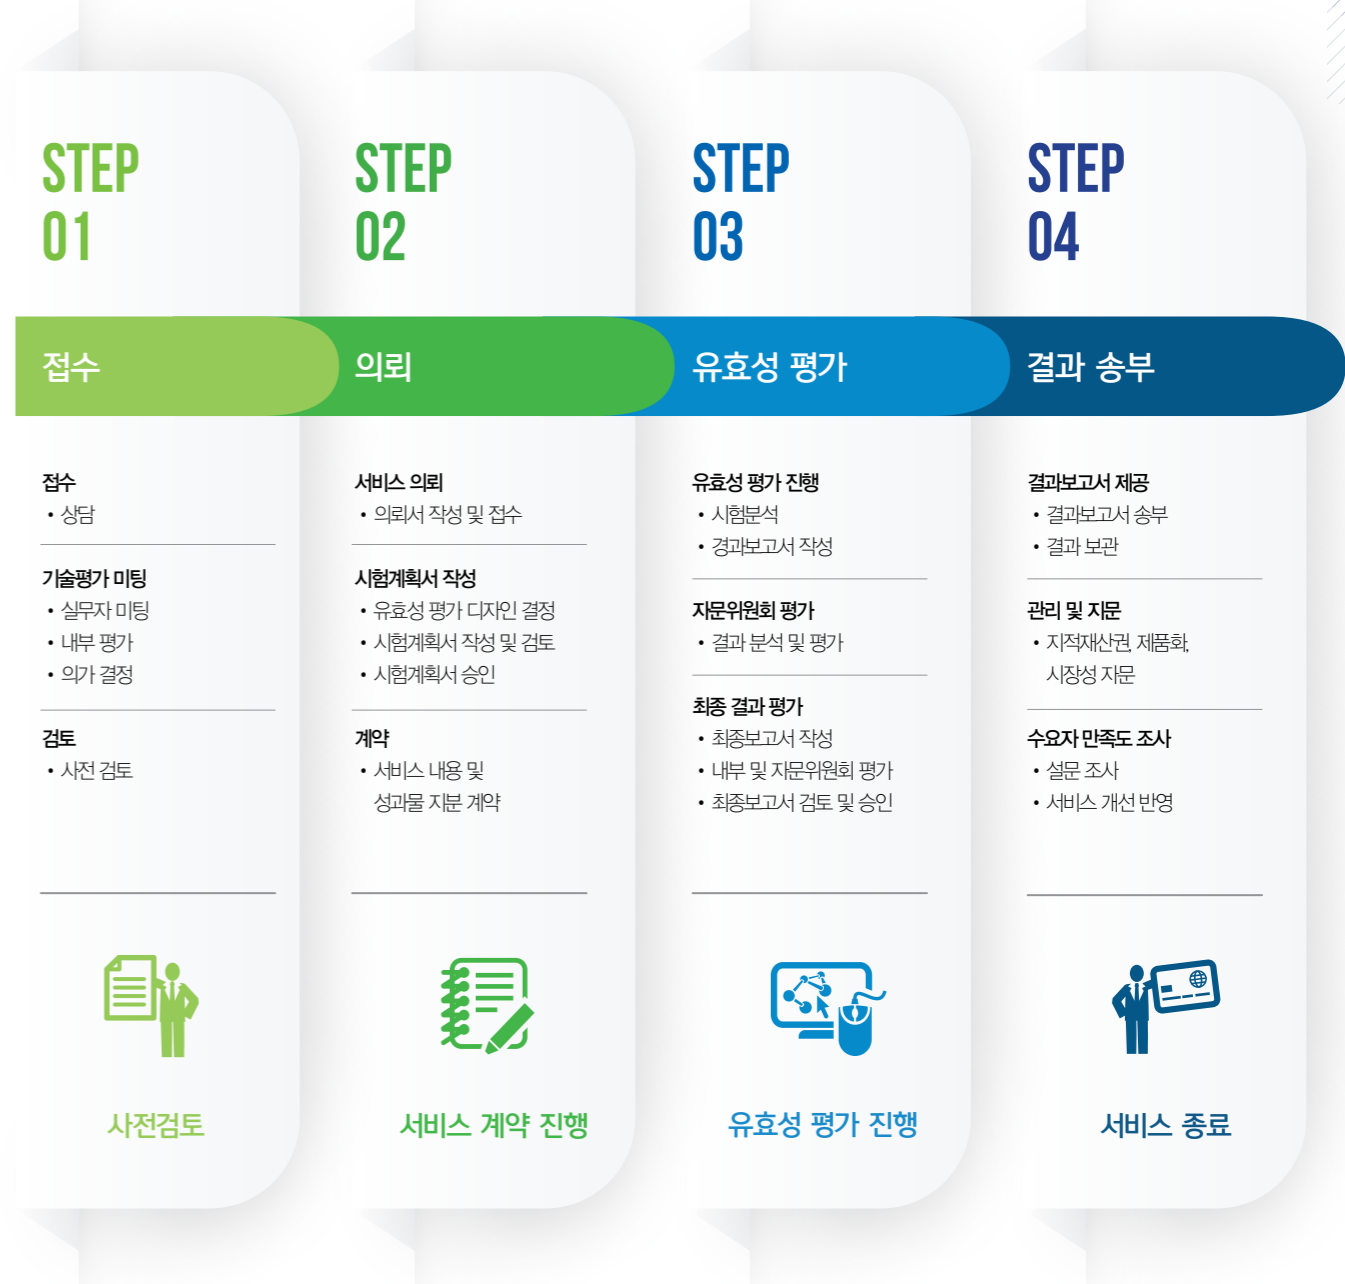 STEP
01
접수
접수
• 상담
기술평가 미팅
• 실무자 미팅
• 내부 평가
• 의가 결정
검토
• 사전 검토
사전검토
STEP
02
의뢰
서비스 의뢰
• 의뢰서 작성 및 접수
시험계획서 작성
• 유효성 평가 디자인 결정
• 시험계획서 작성 및 검토
• 시험계획서 승인
계약
• 서비스 내용 및
성과물 지분 계약
서비스 계약 진행
STEP
03
유효성 평가
유효성 평가 진행
• 시험분석
• 경과보고서 작성
자문위원회 평가
• 결과 분석 및 평가
최종 결과 평가
• 최종보고서 작성
• 내부 및 자문위원회 평가
• 최종보고서 검토 및 승인
유효성 평가 진행
STEP
04
결과 송부
결과보고서 제공
• 결과보고서 송부
• 결과 보관
관리 및 자문
• 지적재산권, 제품화,
시장성 자문
수요자 만족도 조사
• 설문 조사
• 서비스 개선 반영
서비스 종료